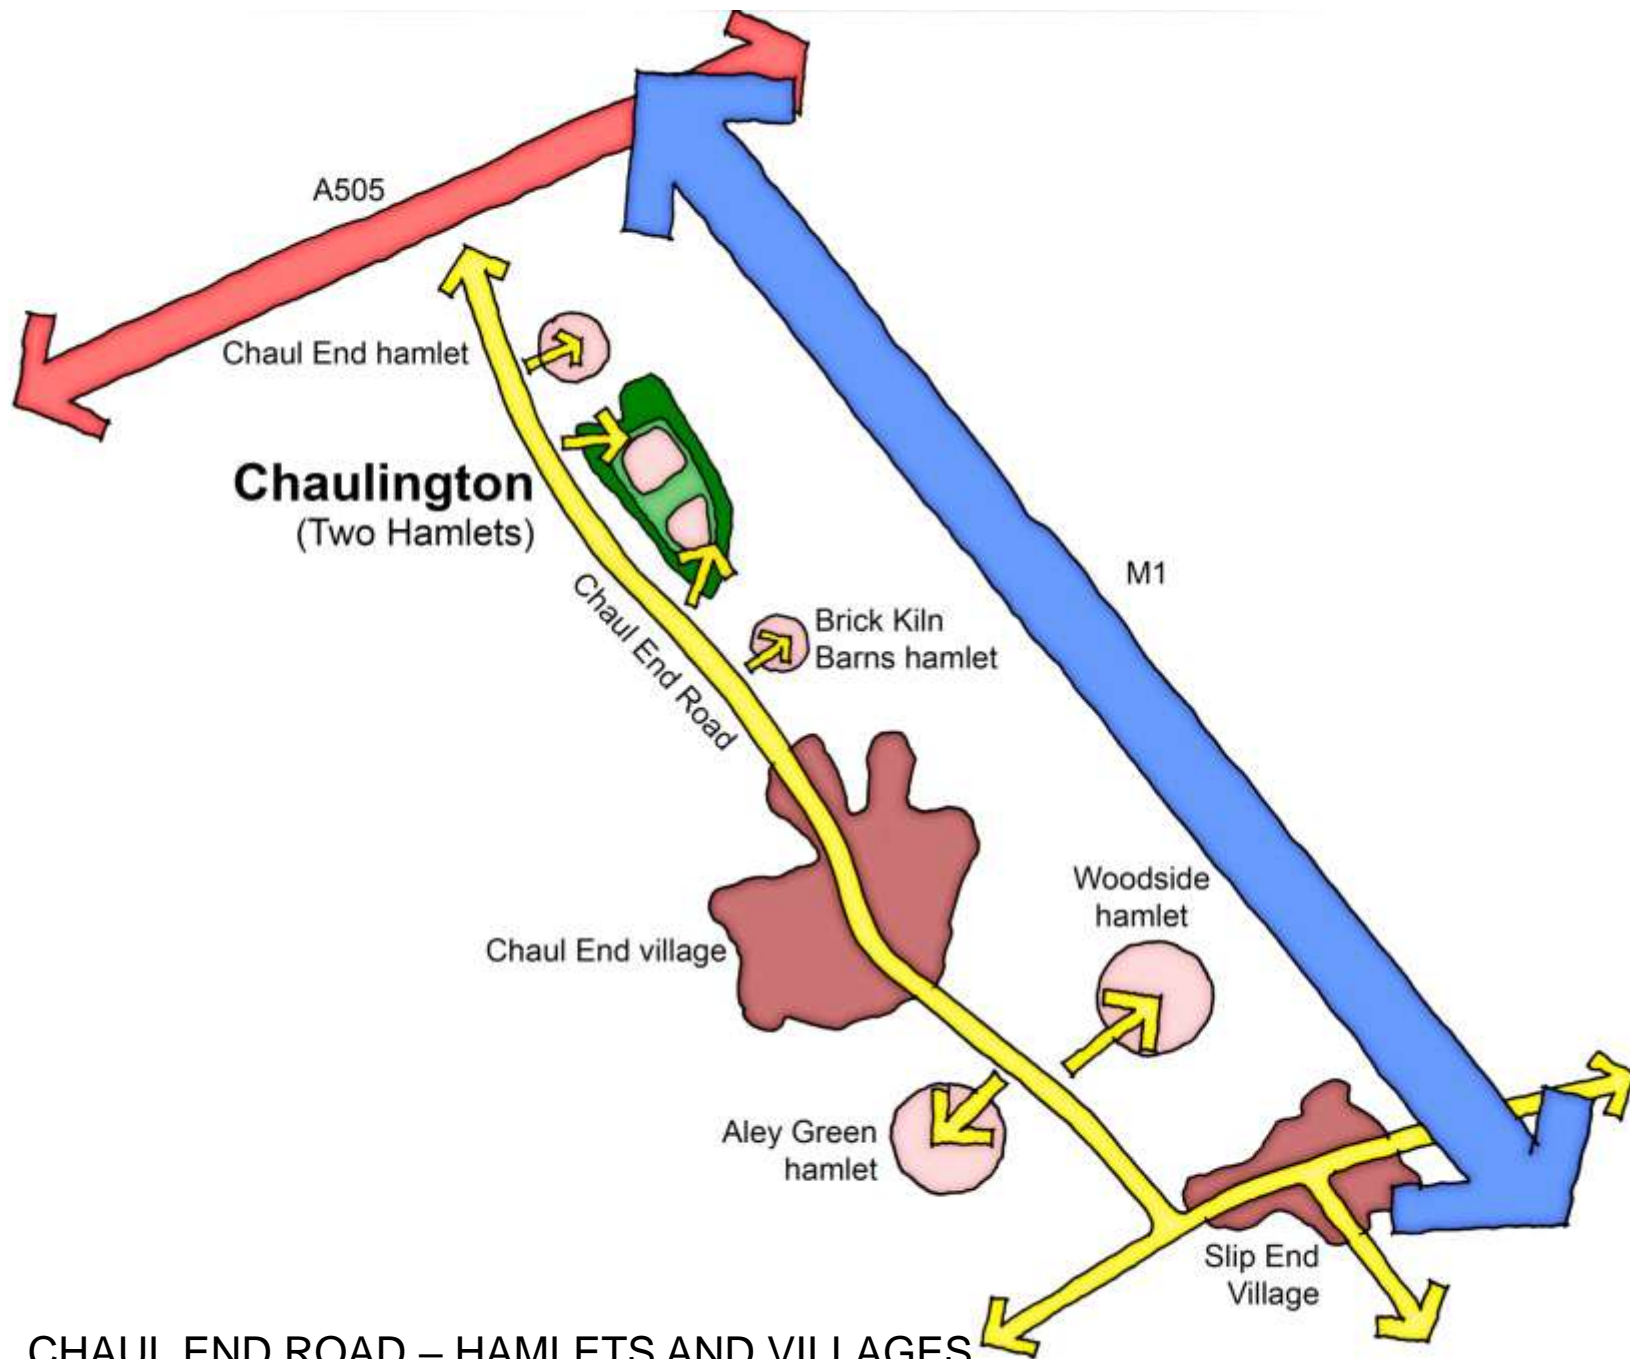 A505
Chaul End hamlet
Chaulington
(Two Hamlets)
M1
Chaul End Road
Brick Kiln
Barns hamlet
Woodside
hamlet
Chaul End village
Aley Green
hamlet
Slip End
Village
CHAUL END ROAD – HAMLETS AND VILLAGES